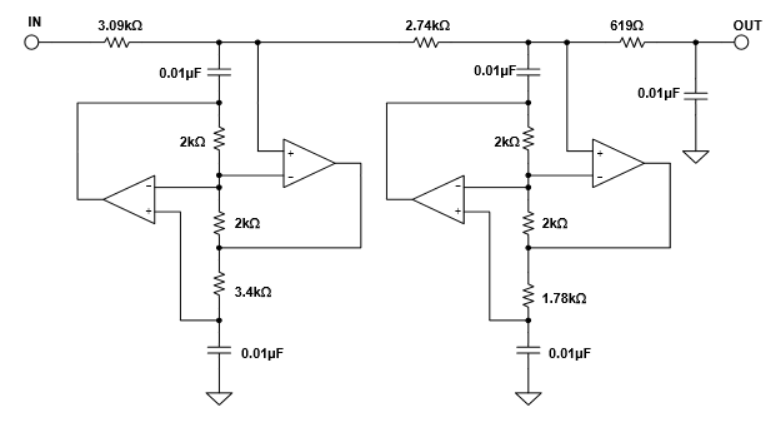 IN
3.09kΩ
2.74kΩ
619Ω
OUT
0.01µF
0.01µF
0.01µF
2kΩ
+
-
2kΩ
+
-
-
+
-
+
2kΩ
2kΩ
3.4kΩ
1.78kΩ
0.01µF
0.01µF